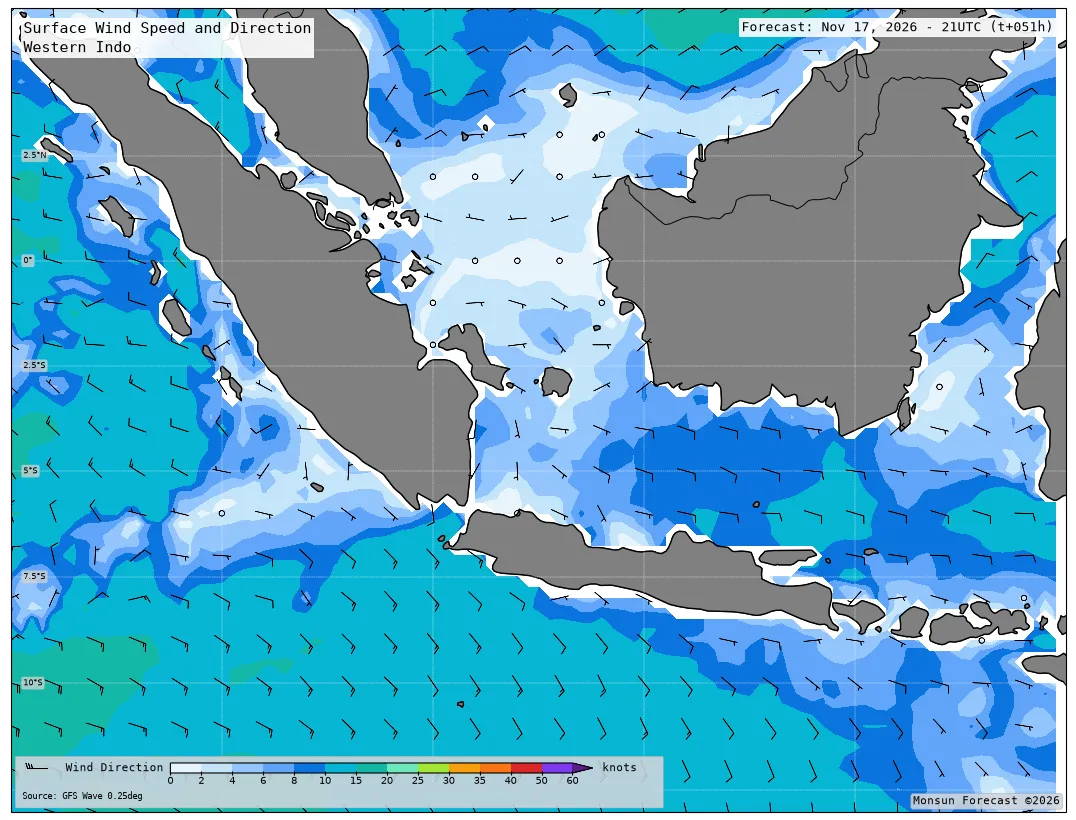 Surface Wind Speed and Direction
Western Indo
Forecast: Nov 17, 2026 - 21UTC (t+051h)
2.5°N
0°
2.5°S
5°S
7.5°S
10°S
Wind Direction
0 2 4 6 8 10 15 20 25 30 40 50 60
knots
Source: GFS Wave 0.25deg
Monsun Forecast ©2026